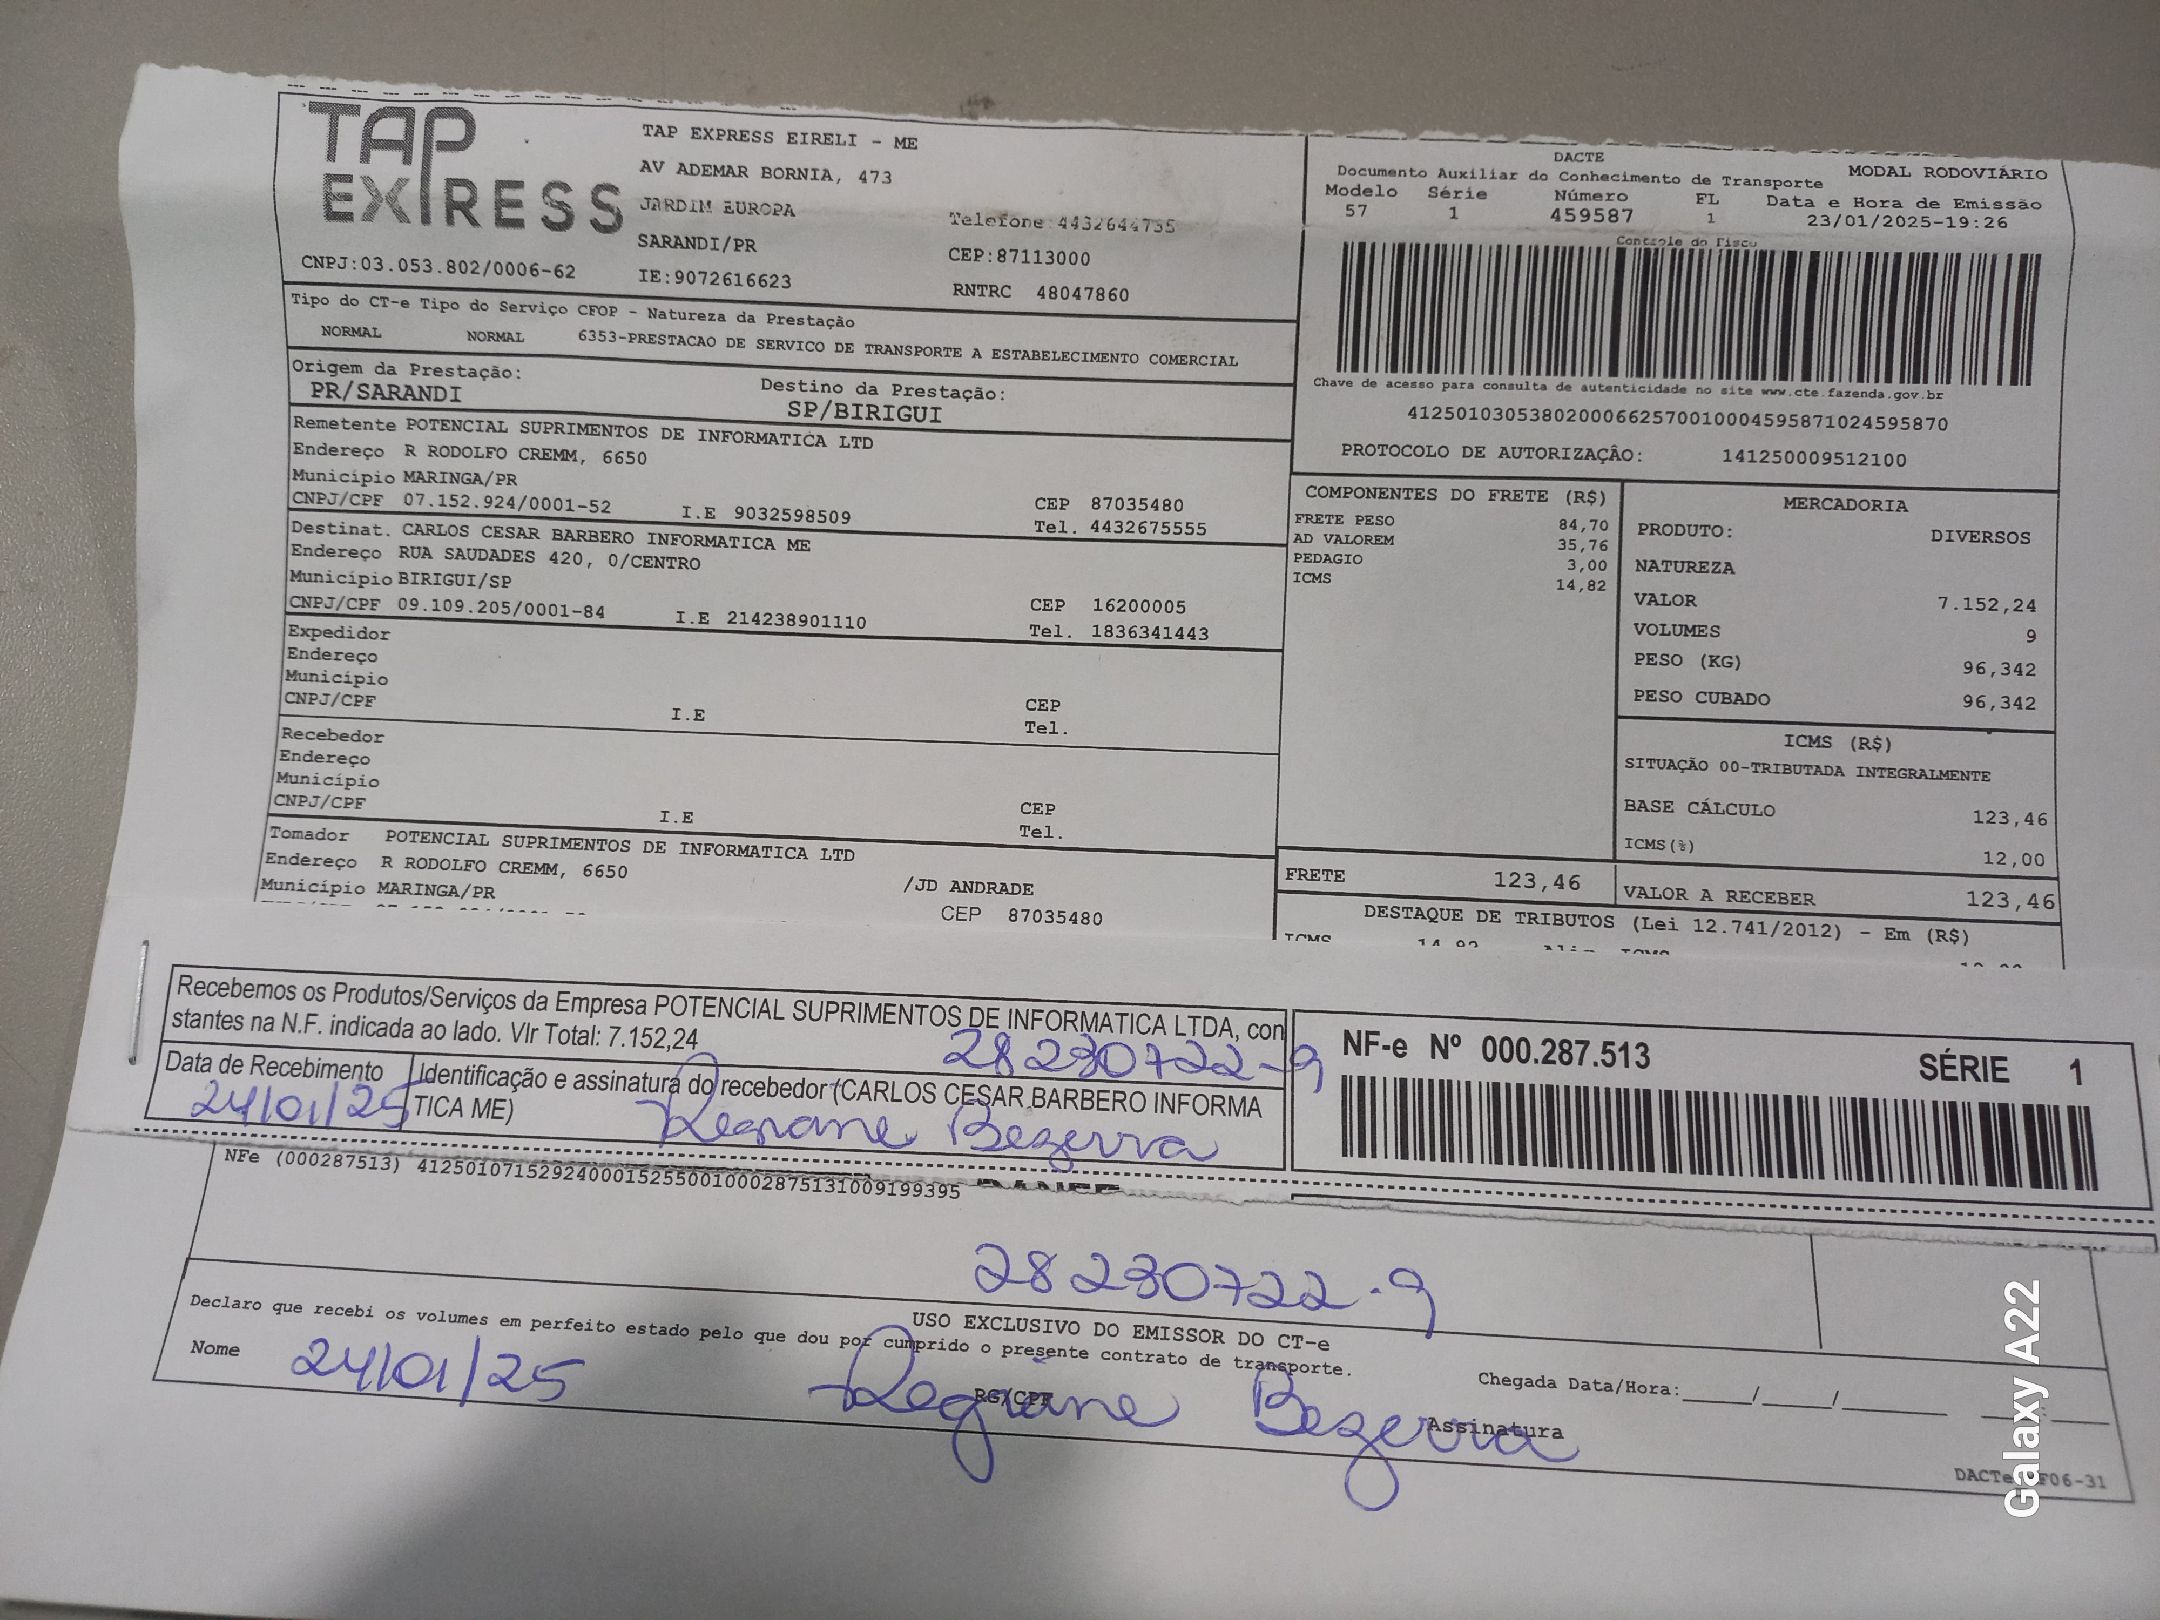 TAP
EXPRESS
CNPJ:03.053.802/0006-62
TAP EXPRESS EIRELI - ME
AV ADEMAR BORNIA, 473
JARDIM EUROPA
SARANDI/PR
IE:9072616623
Telefone:4432644735
CEP:87113000
RNTRC 48047860
DACTE
Documento Auxiliar do Conhecimento de Transporte
MODAL RODOVIÁRIO
Modelo Série Número FL Data e Hora de Emissão
57 1 459587 1 23/01/2025-19:26
Controle do Fisco
Chave de acesso para consulta de autenticidade no site www.cte.fazenda.gov.br
41250103053802000662570010004595871024595870
PROTOCOLO DE AUTORIZAÇÂO: 141250009512100
Tipo do CT-e Tipo do Serviço CFOP - Natureza da Prestação
NORMAL NORMAL 6353-PRESTACAO DE SERVICO DE TRANSPORTE A ESTABELECIMENTO COMERCIAL
Origem da Prestação: Destino da Prestação:
PR/SARANDI SP/BIRIGUI
Remetente POTENCIAL SUPRIMENTOS DE INFORMATICA LTD
Endereço R RODOLFO CREMM, 6650
Município MARINGA/PR CEP 87035480
CNPJ/CPF 07.152.924/0001-52 I.E 9032598509 Tel. 4432675555
Destinat. CARLOS CESAR BARBERO INFORMATICA ME
Endereço RUA SAUDADES 420, 0/CENTRO
Município BIRIGUI/SP CEP 16200005
CNPJ/CPF 09.109.205/0001-84 I.E 214238901110 Tel. 1836341443
Expedidor
Endereço
Município CEP
CNPJ/CPF I.E Tel.
Recebedor
Endereço
Município CEP
CNPJ/CPF I.E Tel.
Tomador POTENCIAL SUPRIMENTOS DE INFORMATICA LTD
Endereço R RODOLFO CREMM, 6650 /JD ANDRADE
Município MARINGA/PR CEP 87035480
COMPONENTES DO FRETE (R$)
FRETE PESO 84,70
AD VALOREM 35,76
PEDAGIO 3,00
ICMS 14,82
FRETE 123,46
MERCADORIA
PRODUTO: DIVERSOS
NATUREZA
VALOR 7.152,24
VOLUMES 9
PESO (KG) 96,342
PESO CUBADO 96,342
ICMS (R$)
SITUAÇÃO 00-TRIBUTADA INTEGRALMENTE
BASE CÁLCULO 123,46
ICMS(%) 12,00
VALOR A RECEBER 123,46
DESTAQUE DE TRIBUTOS (Lei 12.741/2012) - Em (R$)
ICMS 14,82
Recebemos os Produtos/Serviços da Empresa POTENCIAL SUPRIMENTOS DE INFORMATICA LTDA, con
stantes na N.F. indicada ao lado. Vlr Total: 7.152,24
28230722-9
Data de Recebimento
24/01/25
Identificação e assinatura do recebedor (CARLOS CESAR BARBERO INFORMA
TICA ME)
Regiane Bezerra
NF-e Nº 000.287.513 SÉRIE 1
NFe (000287513) 41250107152924000152550010002875131009199395
DANFE
28230722-9
USO EXCLUSIVO DO EMISSOR DO CT-e
Declaro que recebi os volumes em perfeito estado pelo que dou por cumprido o presente contrato de transporte.
Nome 24/01/25
RG/CPF
Regiane Bezerra
Chegada Data/Hora:_____/_____/________ ___:_____
Assinatura
Galaxy A22